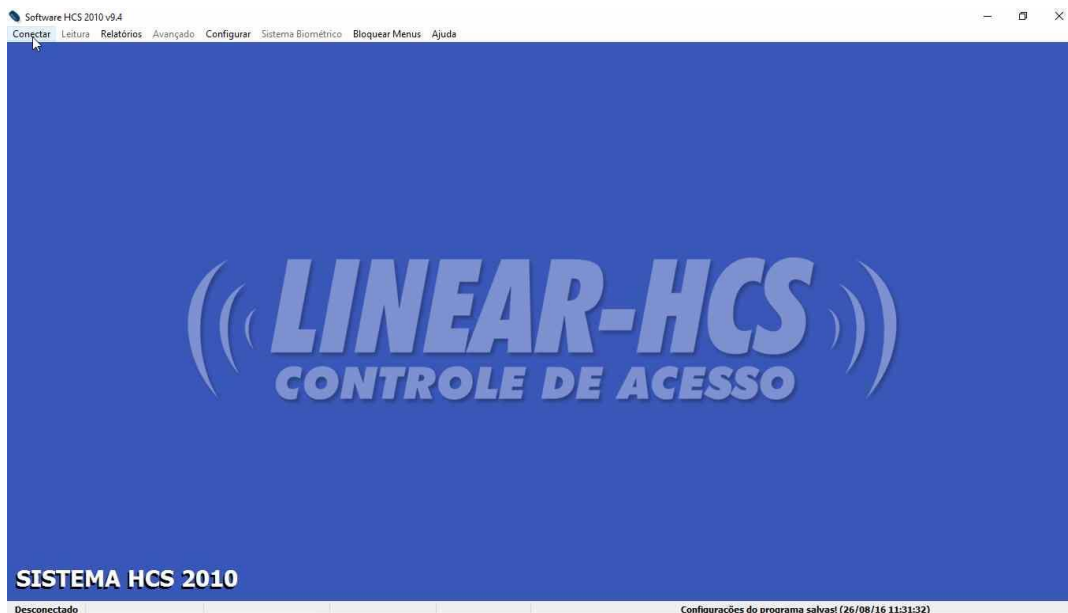 Software HCS 2010 v9.4
Conectar Leitura Relatórios Avançado Configurar Sistema Biométrico Bloquear Menus Ajuda
LINEAR-HCS
CONTROLE DE ACESSO
SISTEMA HCS 2010
Desconectado Configurações do programa salvas! (26/08/16 11:31:32)